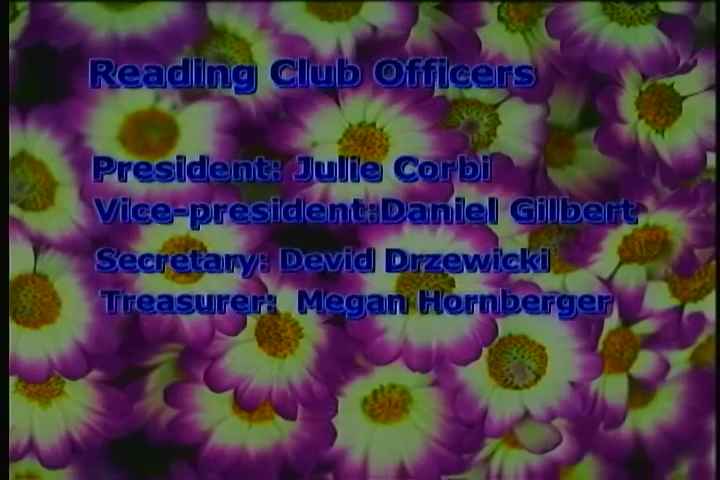 Reading Club Officers
President: Julie Corbi
Vice-president:Daniel Gilbert
Secretary: Devid Drzewicki
Treasurer: Megan Hornberger